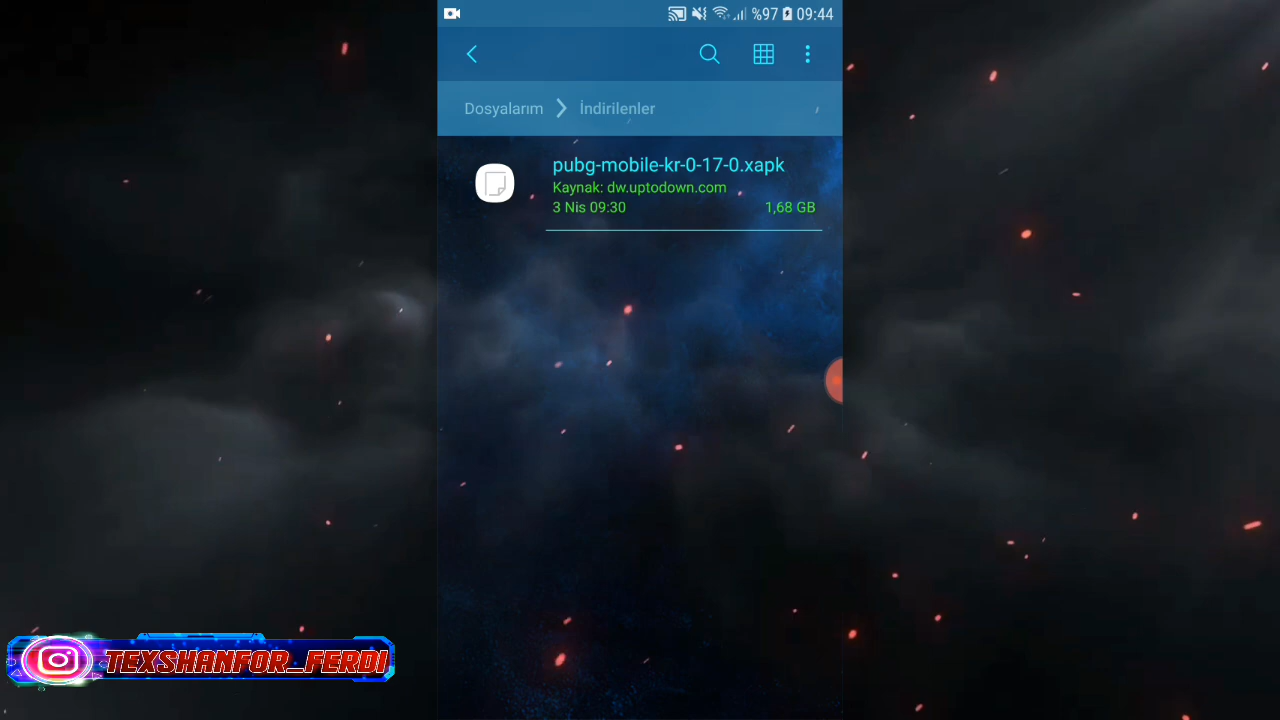 %97 09:44
Dosyalarım > İndirilenler
pubg-mobile-kr-0-17-0.xapk
Kaynak: dw.uptodown.com
3 Nis 09:30 1,68 GB
TEXSHANFOR_FERDI